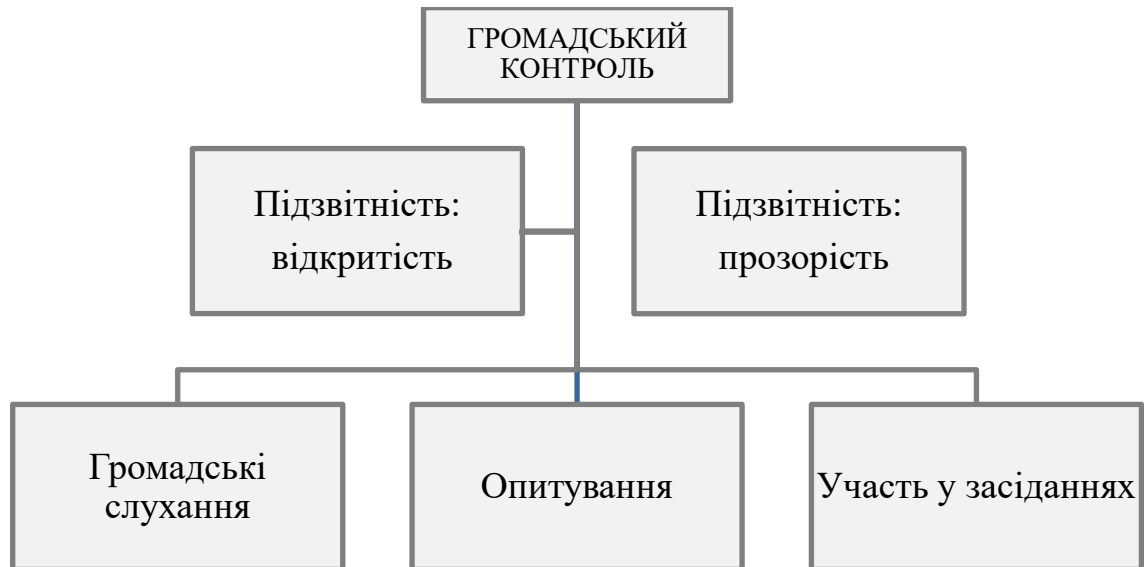 ГРОМАДСЬКИЙ
КОНТРОЛЬ
Підзвітність:
відкритість
Підзвітність:
прозорість
Громадські
слухання
Опитування
Участь у засіданнях